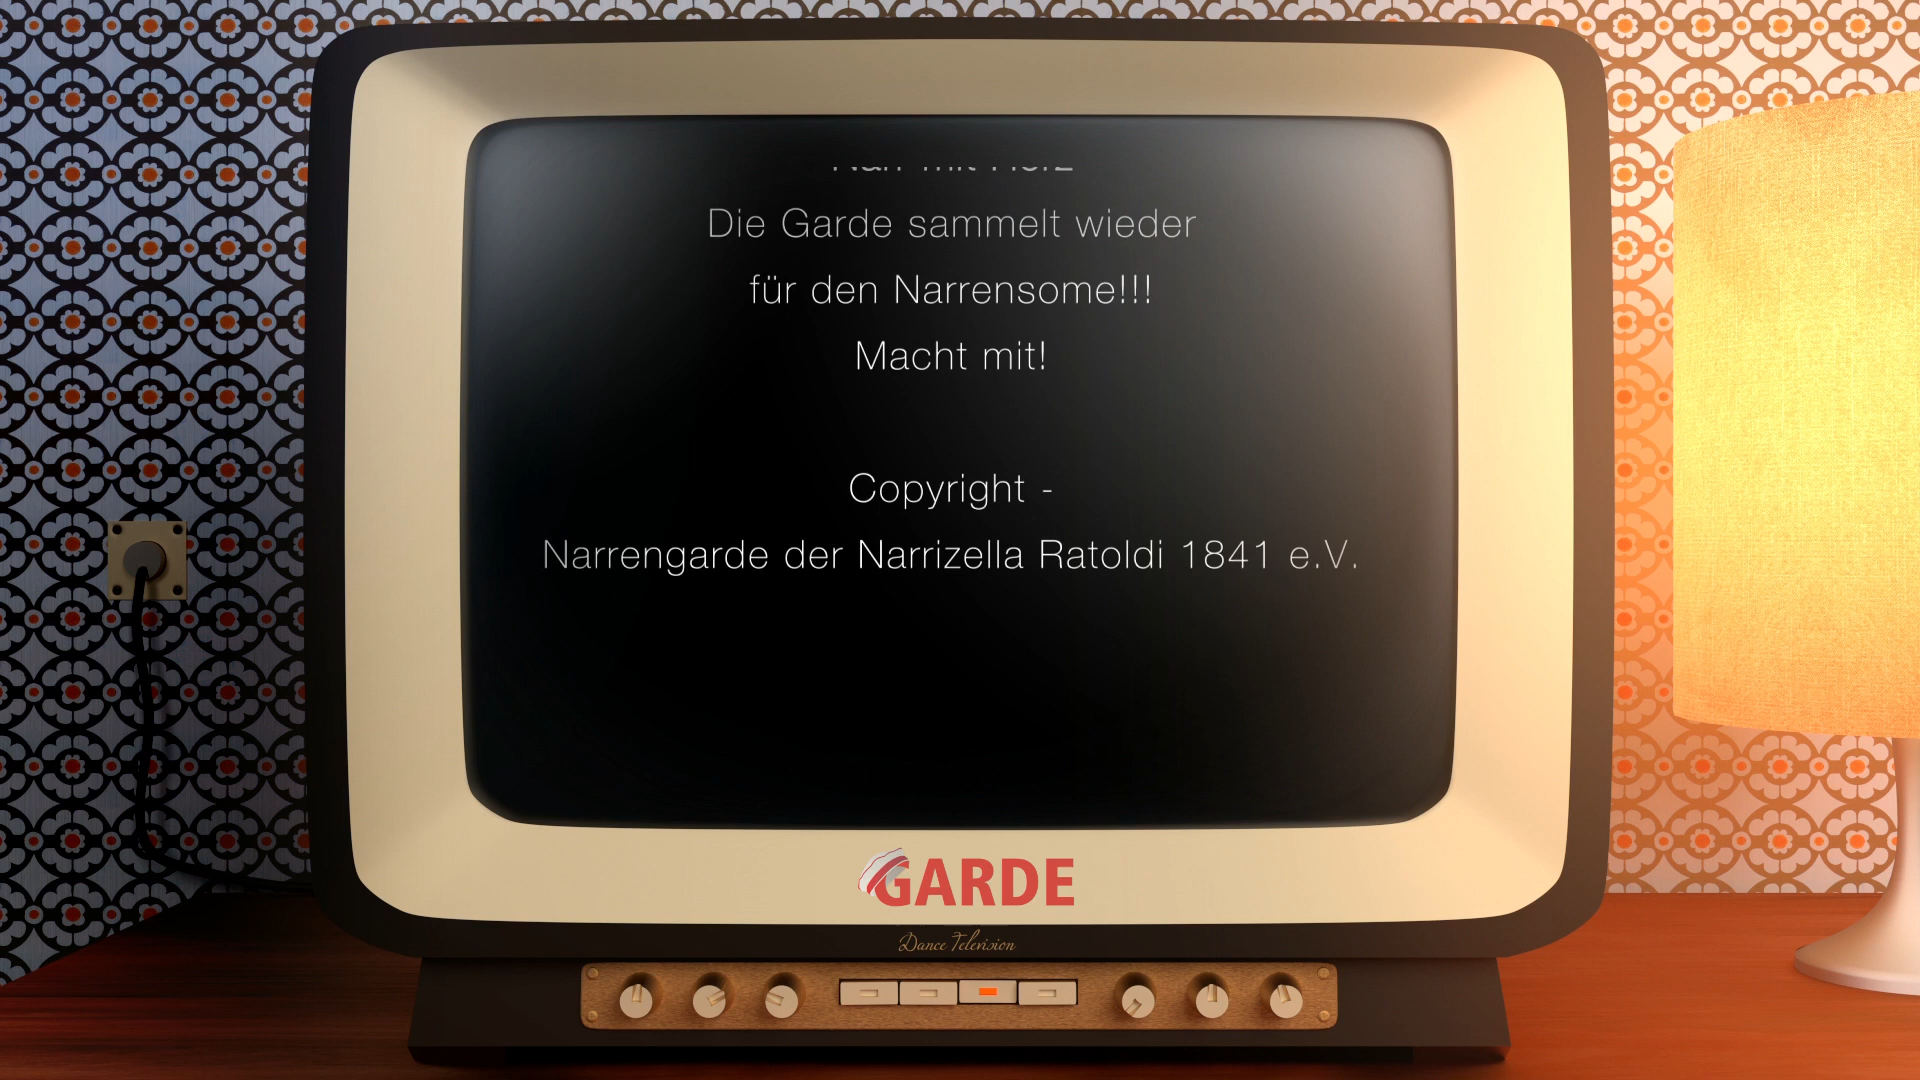 Die Garde sammelt wieder
für den Narrensome!!!
Macht mit!
Copyright -
Narrengarde der Narrizella Ratoldi 1841 e.V.
GARDE
Dance Television